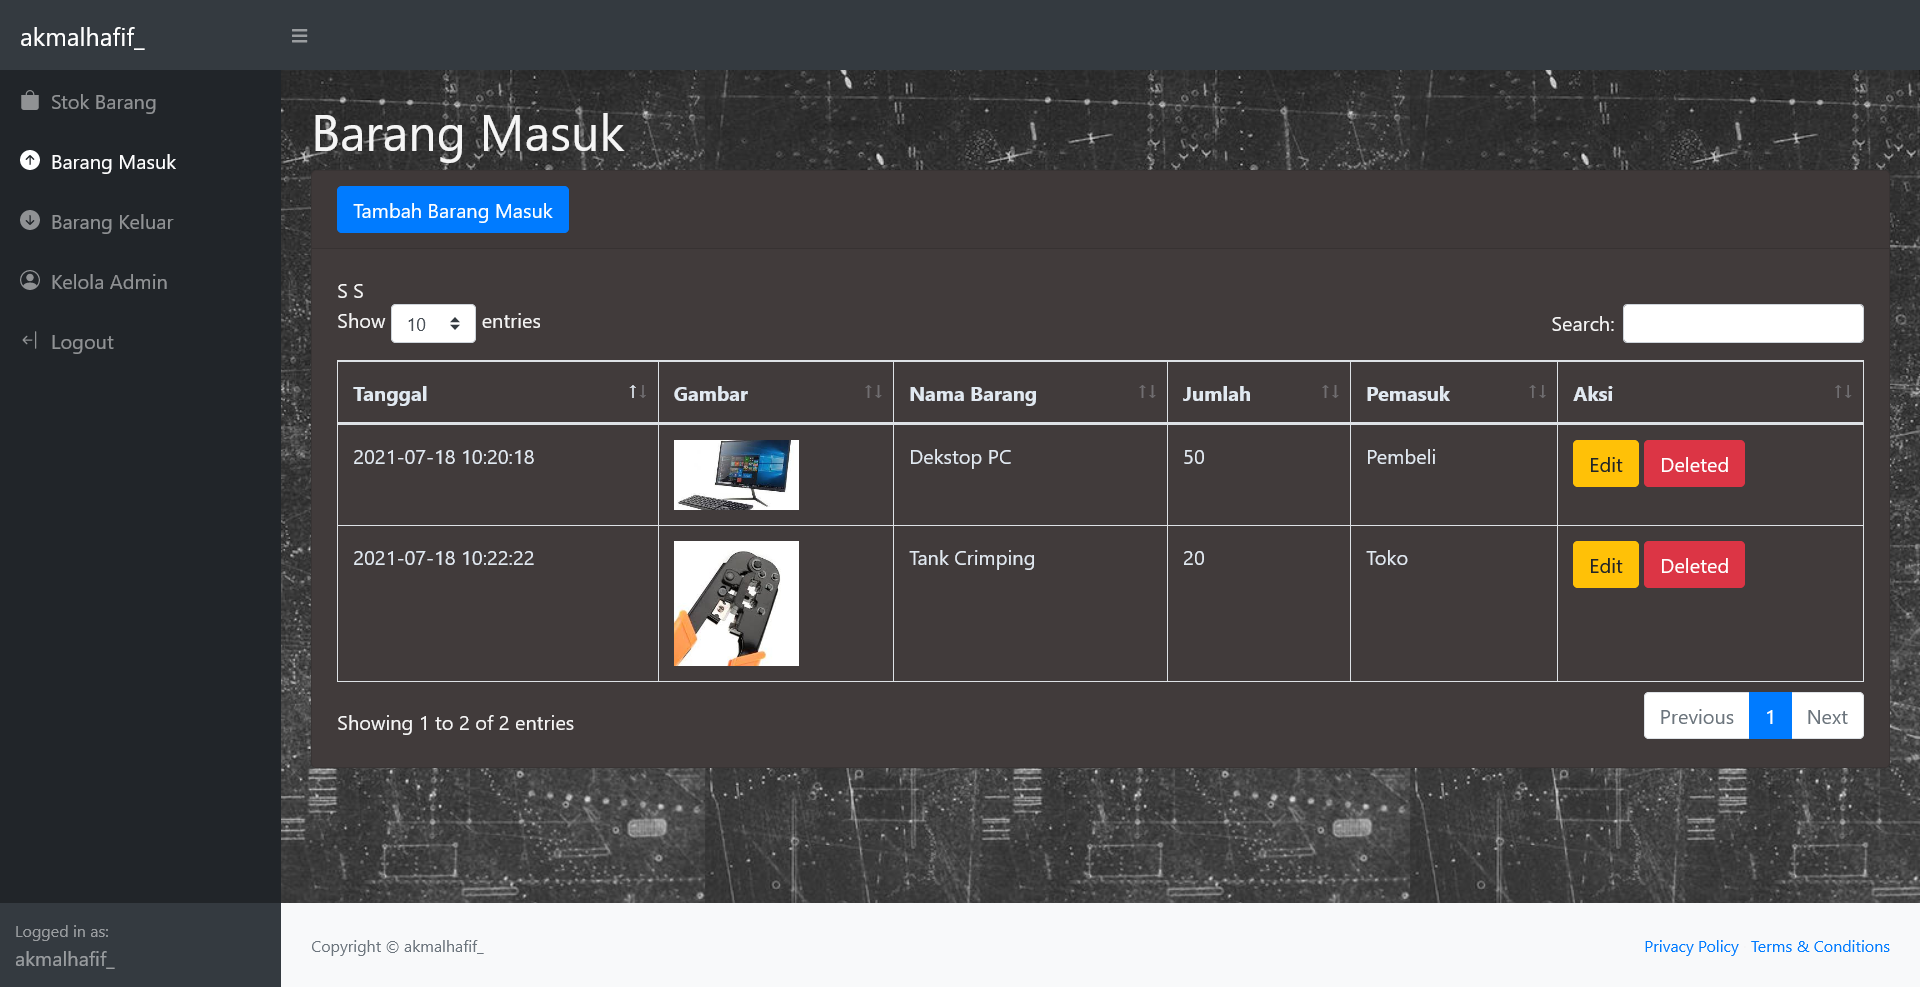 akmalhafif_
Stok Barang
Barang Masuk
Barang Keluar
Kelola Admin
Logout
Logged in as:
akmalhafif_
Barang Masuk
Tambah Barang Masuk
S S
Show 10 entries
Search:
Tanggal Gambar Nama Barang Jumlah Pemasuk Aksi
2021-07-18 10:20:18 Dekstop PC 50 Pembeli Edit Deleted
2021-07-18 10:22:22 Tank Crimping 20 Toko Edit Deleted
Showing 1 to 2 of 2 entries
Previous 1 Next
Copyright © akmalhafif_
Privacy Policy Terms & Conditions